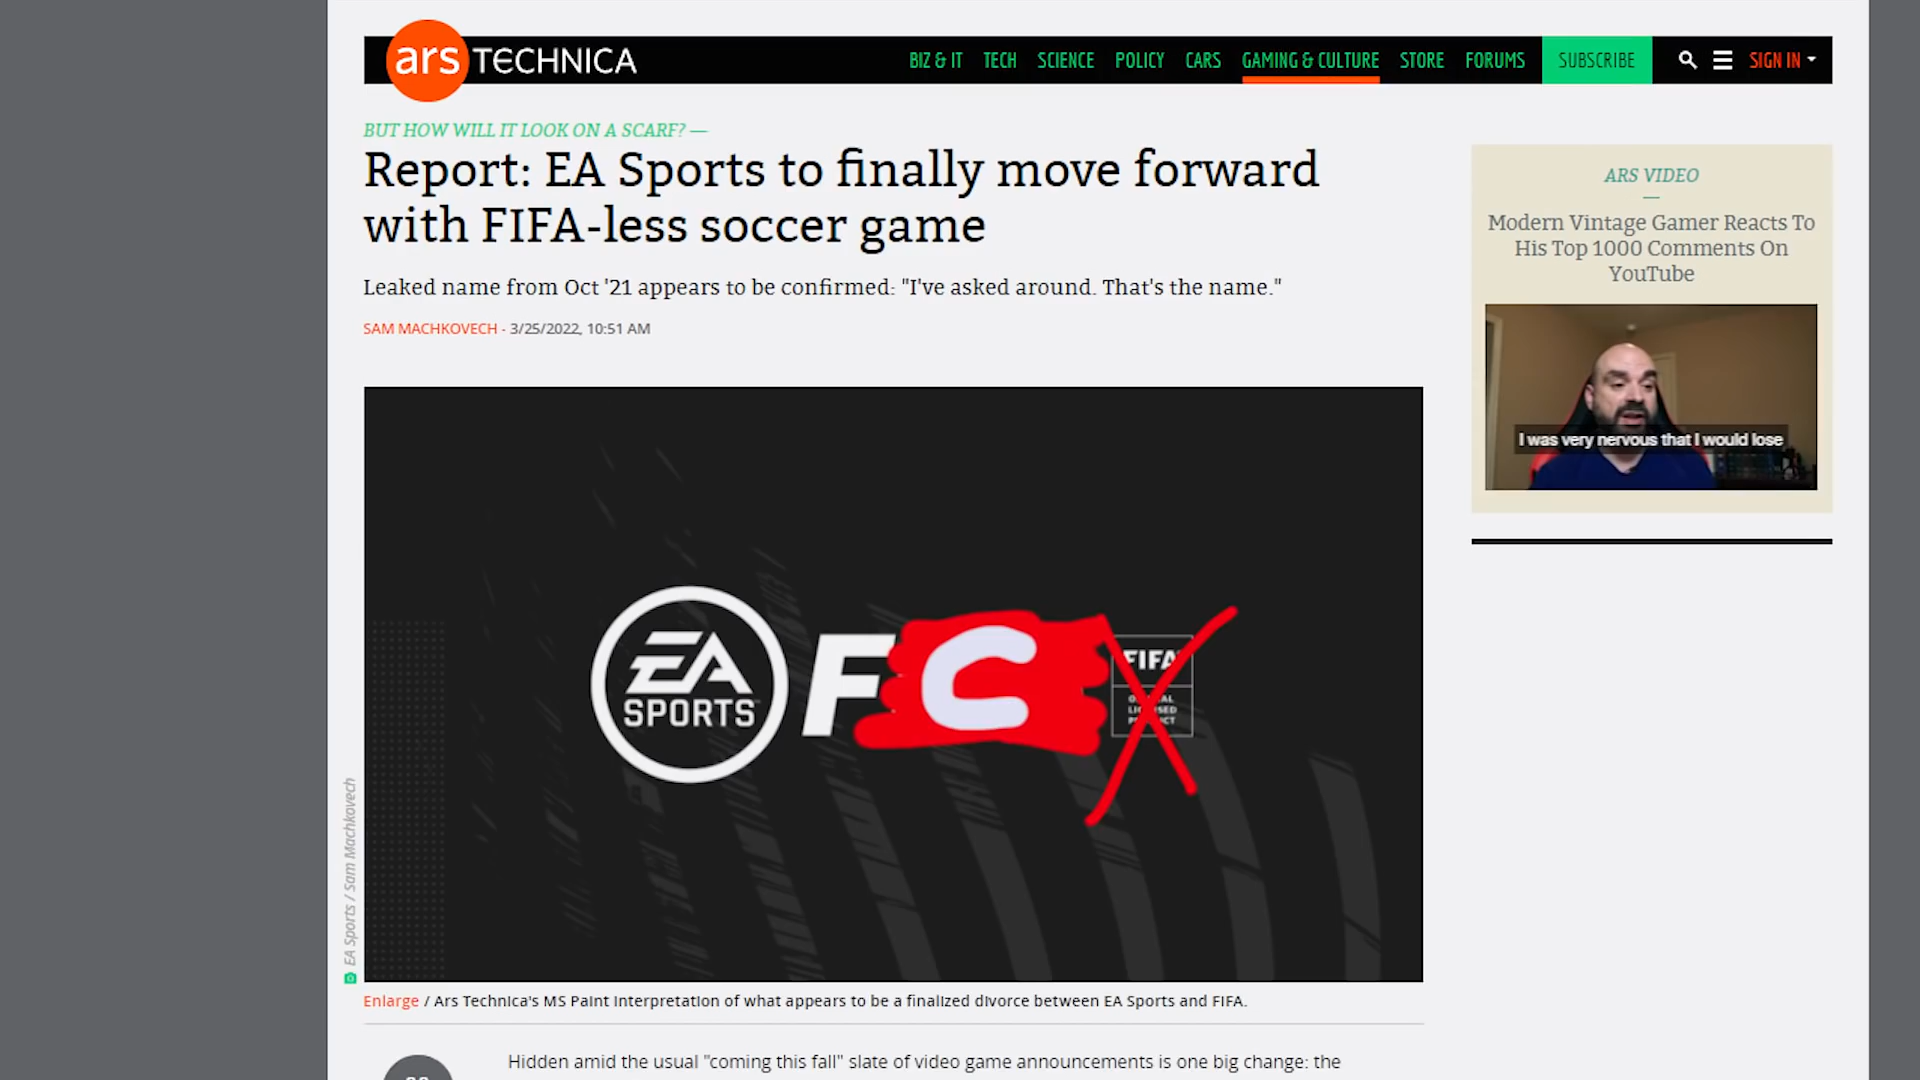 ars TECHNICA
BIZ & IT TECH SCIENCE POLICY CARS GAMING & CULTURE STORE FORUMS SUBSCRIBE SIGN IN
BUT HOW WILL IT LOOK ON A SCARF? —
Report: EA Sports to finally move forward
with FIFA-less soccer game
Leaked name from Oct '21 appears to be confirmed: "I've asked around. That's the name."
SAM MACHKOVECH - 3/25/2022, 10:51 AM
ARS VIDEO
—
Modern Vintage Gamer Reacts To
His Top 1000 Comments On
YouTube
I was very nervous that I would lose
EA
SPORTS
FC
FIFA
EA Sports / Sam Machkovech
Enlarge / Ars Technica's MS Paint interpretation of what appears to be a finalized divorce between EA Sports and FIFA.
Hidden amid the usual "coming this fall" slate of video game announcements is one big change: the